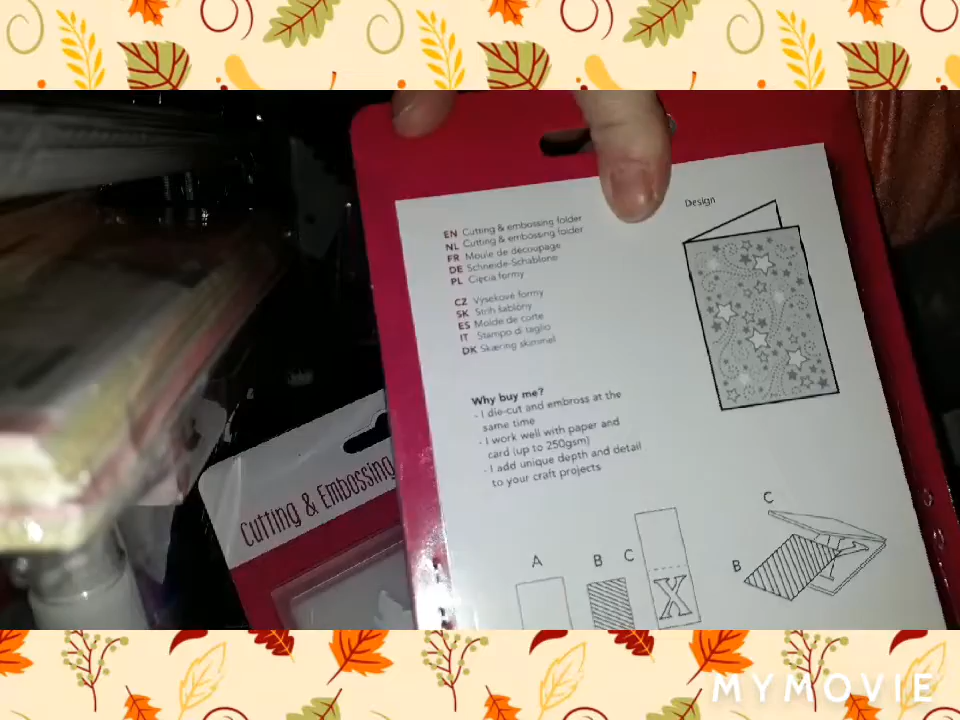 Design
EN Cutting & embossing folder
NL Cutting & embossing folder
FR Moule de découpage
DE Schneide-Schablone
PL Cięcia formy
CZ Výsekové formy
SK Strih šablóny
ES Molde de corte
IT Stampo di taglio
DK Skæring skimmel
Why buy me?
- I die-cut and embross at the
same time
- I work well with paper and
card (up to 250gsm)
- I add unique depth and detail
to your craft projects
Cutting & Embossing
A B C
X
C
B
MYMOVIE